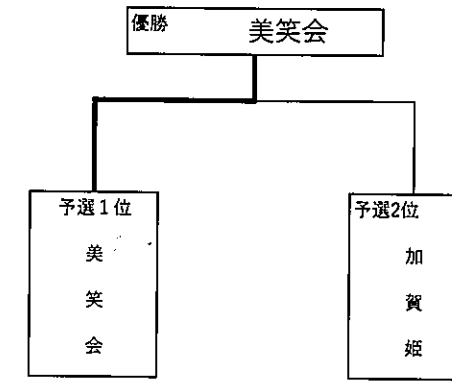 優勝 美笑会
予選1位
美笑会
予選2位
加賀姫